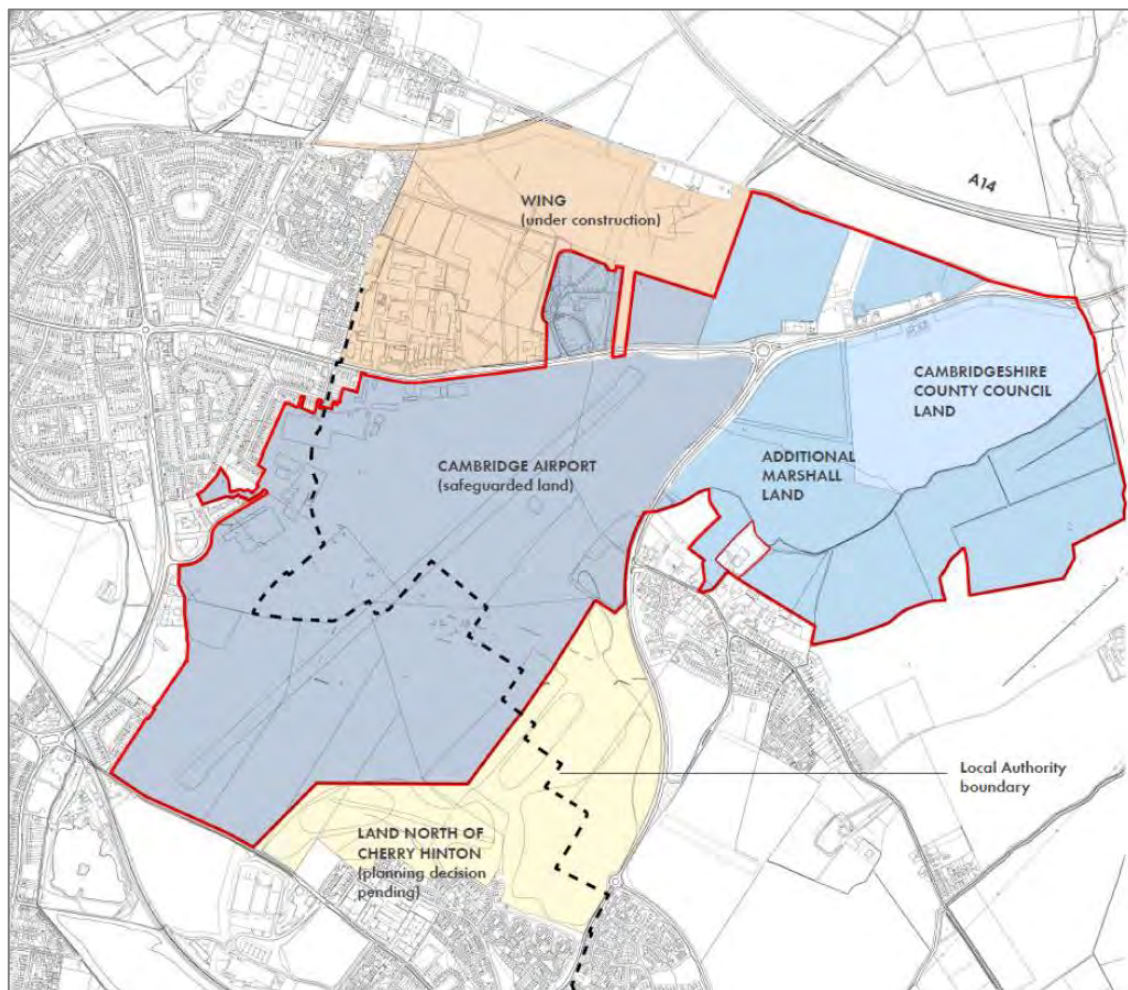 WING
(under construction)
A14
CAMBRIDGESHIRE
COUNTY COUNCIL
LAND
CAMBRIDGE AIRPORT
(safeguarded land)
ADDITIONAL
MARSHALL
LAND
Local Authority
boundary
LAND NORTH OF
CHERRY HINTON
(planning decision
pending)